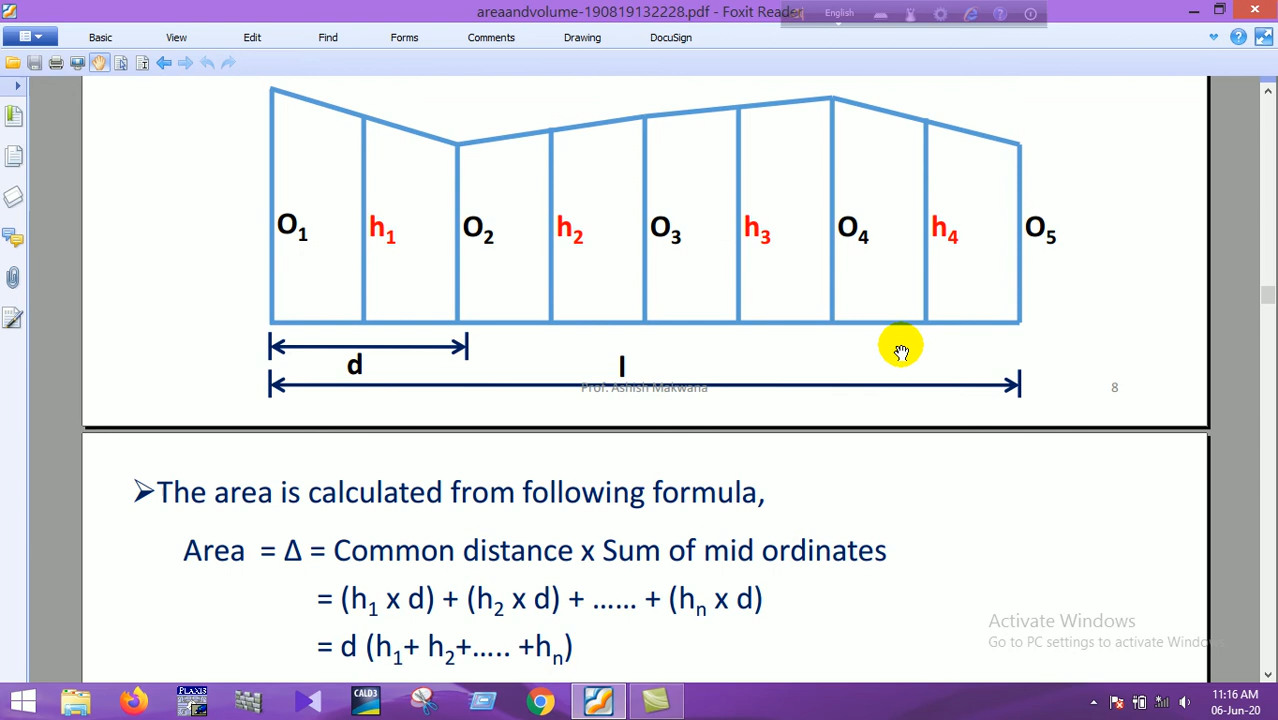 areaandvolume-190819132228.pdf - Foxit Reader
English
Basic View Edit Find Forms Comments Drawing DocuSign
O1 h1 O2 h2 O3 h3 O4 h4 O5
d
l
Prof. Ashish Makwana
8
➢The area is calculated from following formula,
Area = Δ = Common distance x Sum of mid ordinates
= (h1 x d) + (h2 x d) + …… + (hn x d)
= d (h1+ h2+….. +hn)
Activate Windows
Go to PC settings to activate Windows.
PLAXIS
CALD3
11:16 AM
06-Jun-20